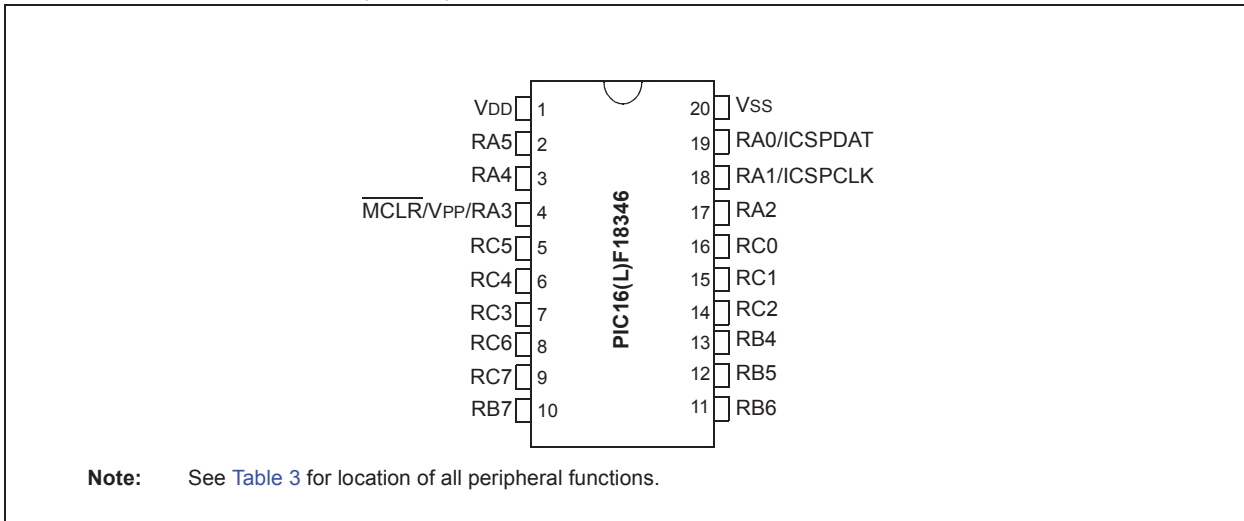 VDD 1 20 VSS
RA5 2 19 RA0/ICSPDAT
RA4 3 18 RA1/ICSPCLK
MCLR/VPP/RA3 4 17 RA2
RC5 5 16 RC0
RC4 6 15 RC1
RC3 7 14 RC2
RC6 8 13 RB4
RC7 9 12 RB5
RB7 10 11 RB6
PIC16(L)F18346
Note: See Table 3 for location of all peripheral functions.